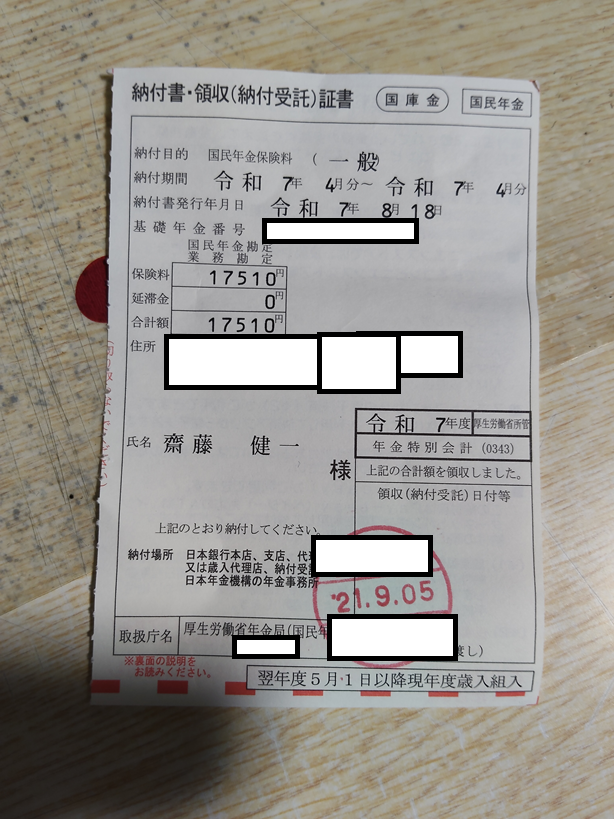 納付書・領収(納付受託)証書 国庫金 国民年金
納付目的 国民年金保険料 (一般)
納付期間 令和 7年 4月分~ 令和 7年 4月分
納付書発行年月日 令和 7年 8月 18日
基礎年金番号
国民年金勘定
業務勘定
保険料 17510円
延滞金 0円
合計額 17510円
住所
令和 7年度 厚生労働省所管
年金特別会計 (0343)
氏名 齋藤 健一 様
上記の合計額を領収しました。
領収(納付受託)日付等
上記のとおり納付してください。
納付場所 日本銀行本店、支店、代
又は歳入代理店、納付受
日本年金機構の年金事務所
'21.9.05
取扱庁名 厚生労働省年金局(国民年
渡し)
※裏面の説明を
お読みください。
翌年度5月1日以降現年度歳入組入